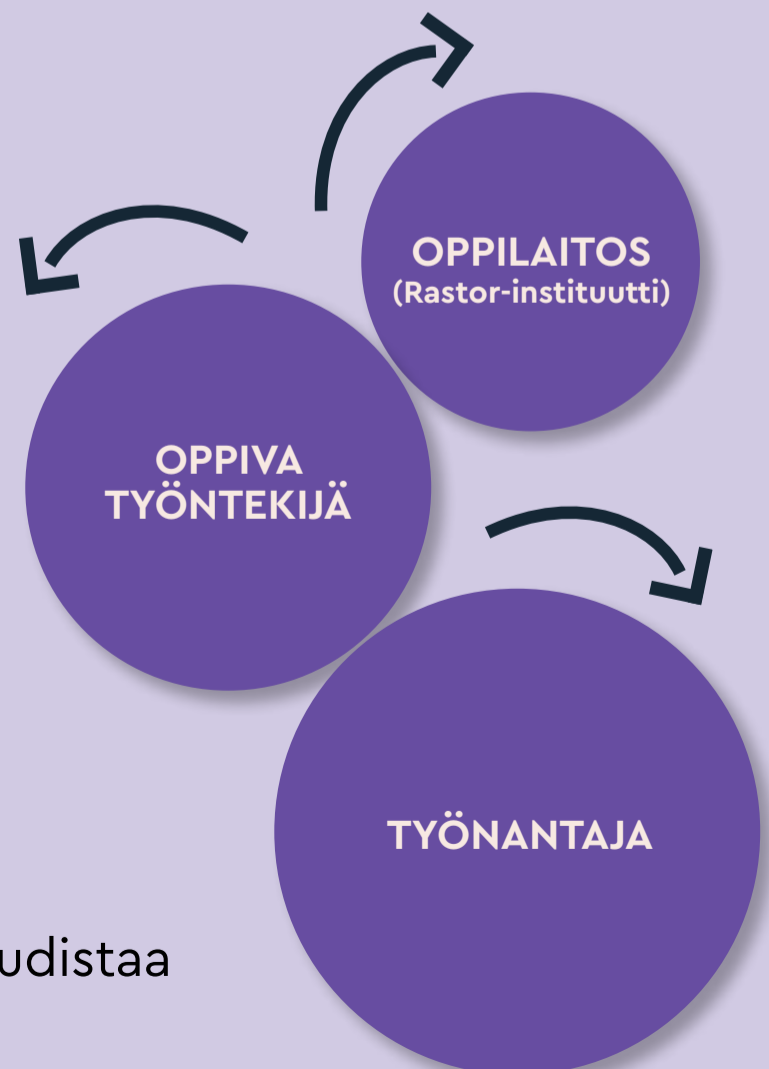 OPPILAITOS
(Rastor-instituutti)
OPPIVA
TYÖNTEKIJÄ
TYÖNANTAJA
udistaa